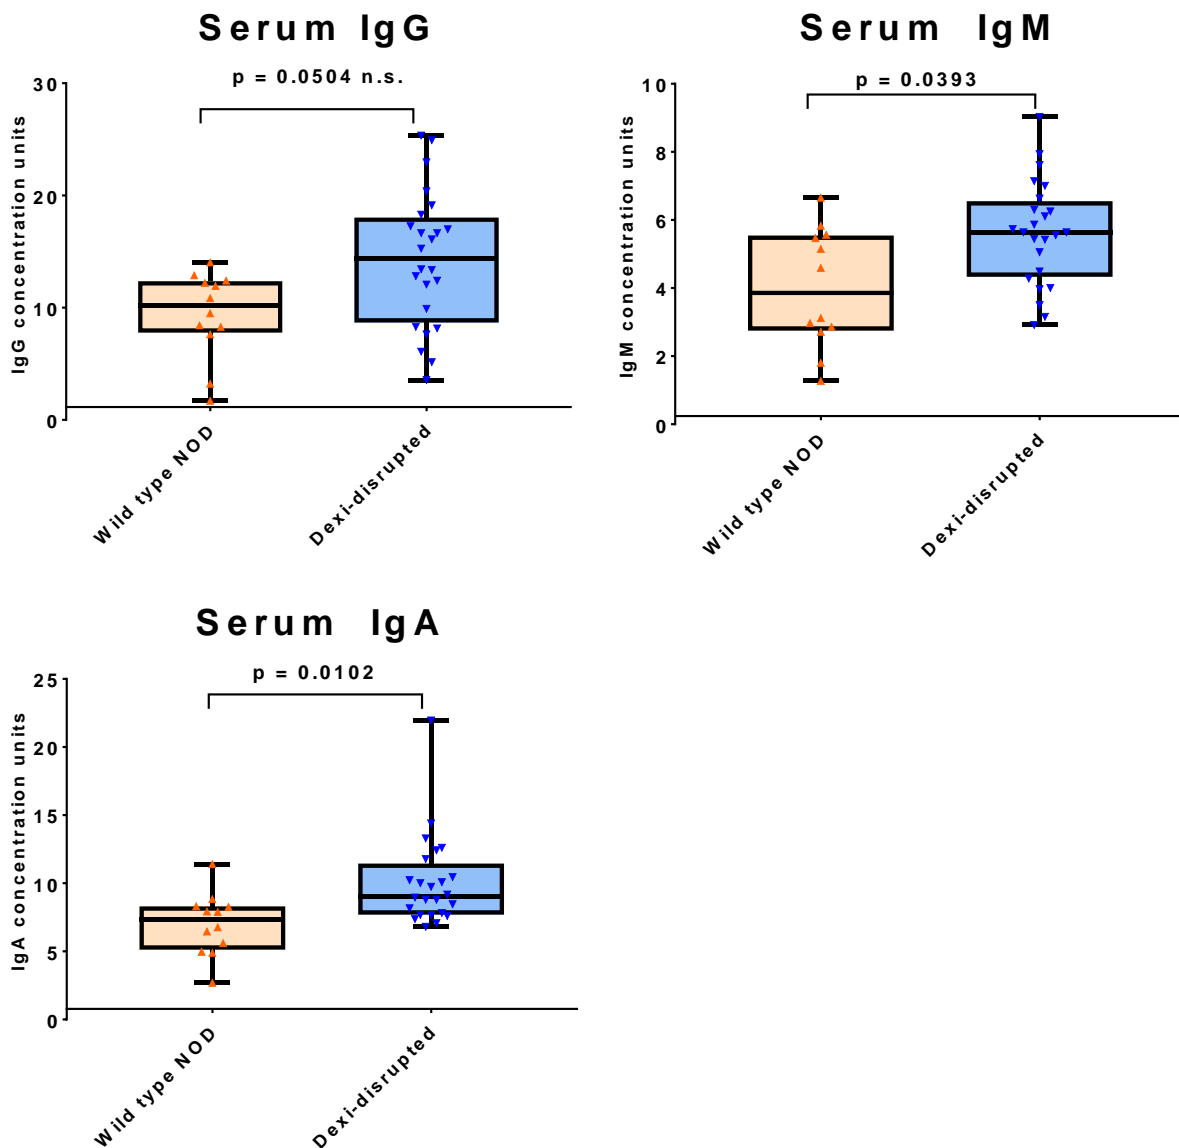 Serum IgG
p = 0.0504 n.s.
IgG concentration units
30
20
10
0
Wild type NOD
Dexi-disrupted
Serum IgM
p = 0.0393
IgM concentration units
10
8
6
4
2
0
Wild type NOD
Dexi-disrupted
Serum IgA
p = 0.0102
IgA concentration units
25
20
15
10
5
0
Wild type NOD
Dexi-disrupted